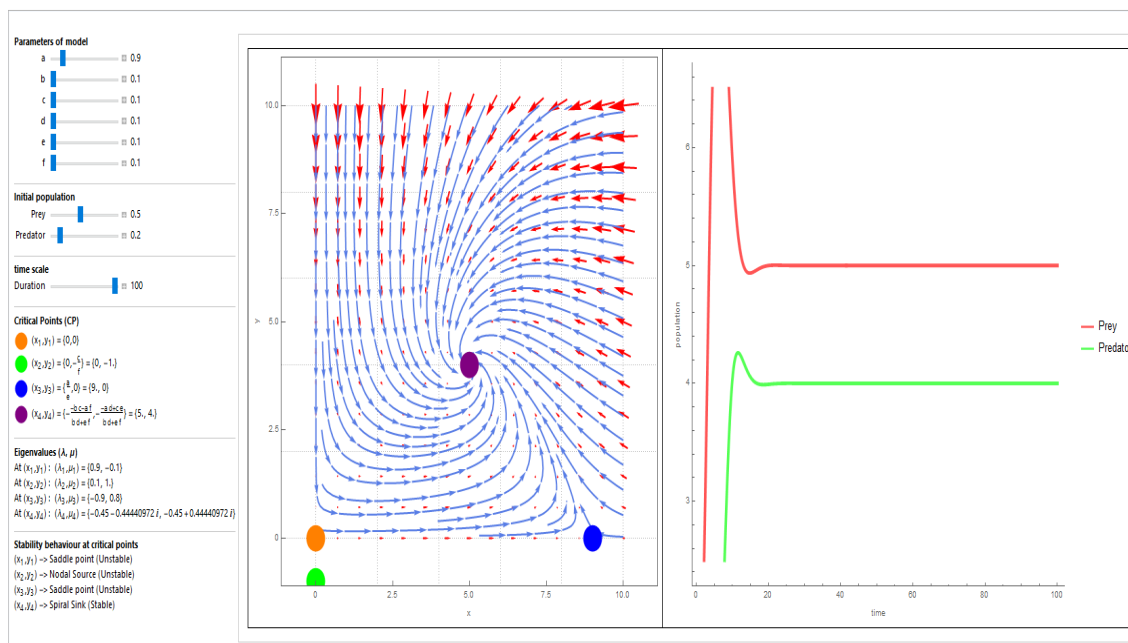 Parameters of model
a 0.9
b 0.1
c 0.1
d 0.1
e 0.1
f 0.1
Initial population
Prey 0.5
Predator 0.2
time scale
Duration 100
Critical Points (CP)
(x₁,y₁) = {0,0}
(x₂,y₂) = {0,-c/f} = {0, -1.}
(x₃,y₃) = {a/e,0} = {9., 0}
(x₄,y₄) = {-(-b c-a f)/(b d+e f), -(-a d+c e)/(b d+e f)} = {5., 4.}
Eigenvalues (λ, μ)
At (x₁,y₁) : (λ₁,μ₁) = {0.9, -0.1}
At (x₂,y₂) : (λ₂,μ₂) = {0.1, 1.}
At (x₃,y₃) : (λ₃,μ₃) = {-0.9, 0.8}
At (x₄,y₄) : (λ₄,μ₄) = {-0.45-0.44440972 i, -0.45+0.44440972 i}
Stability behaviour at critical points
(x₁,y₁) -> Saddle point (Unstable)
(x₂,y₂) -> Nodal Source (Unstable)
(x₃,y₃) -> Saddle point (Unstable)
(x₄,y₄) -> Spiral Sink (Stable)
10.0
7.5
5.0
2.5
0
y
0 2.5 5.0 7.5 10.0
x
6
5
4
3
population
0 20 40 60 80 100
time
Prey
Predator